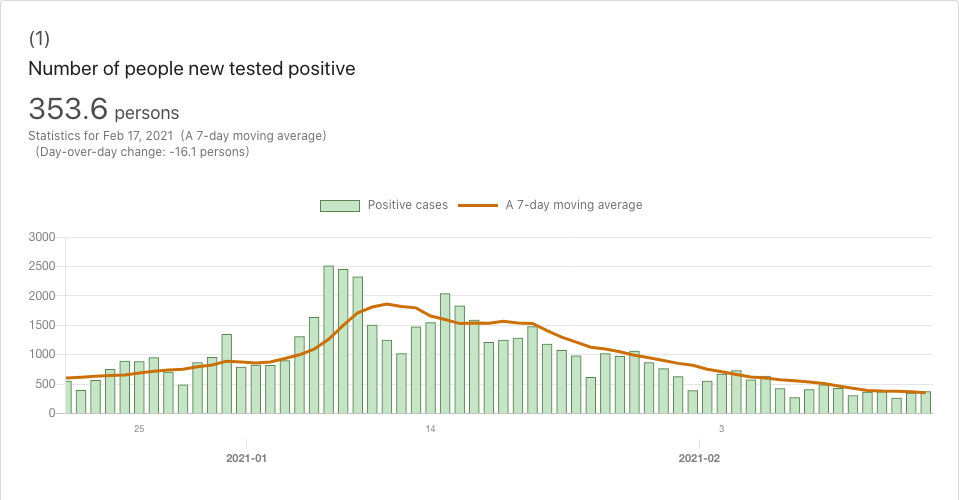 (1)
Number of people new tested positive
353.6 persons
Statistics for Feb 17, 2021 (A 7-day moving average)
(Day-over-day change: -16.1 persons)
Positive cases A 7-day moving average
3000
2500
2000
1500
1000
500
0
25 14 3
2021-01 2021-02